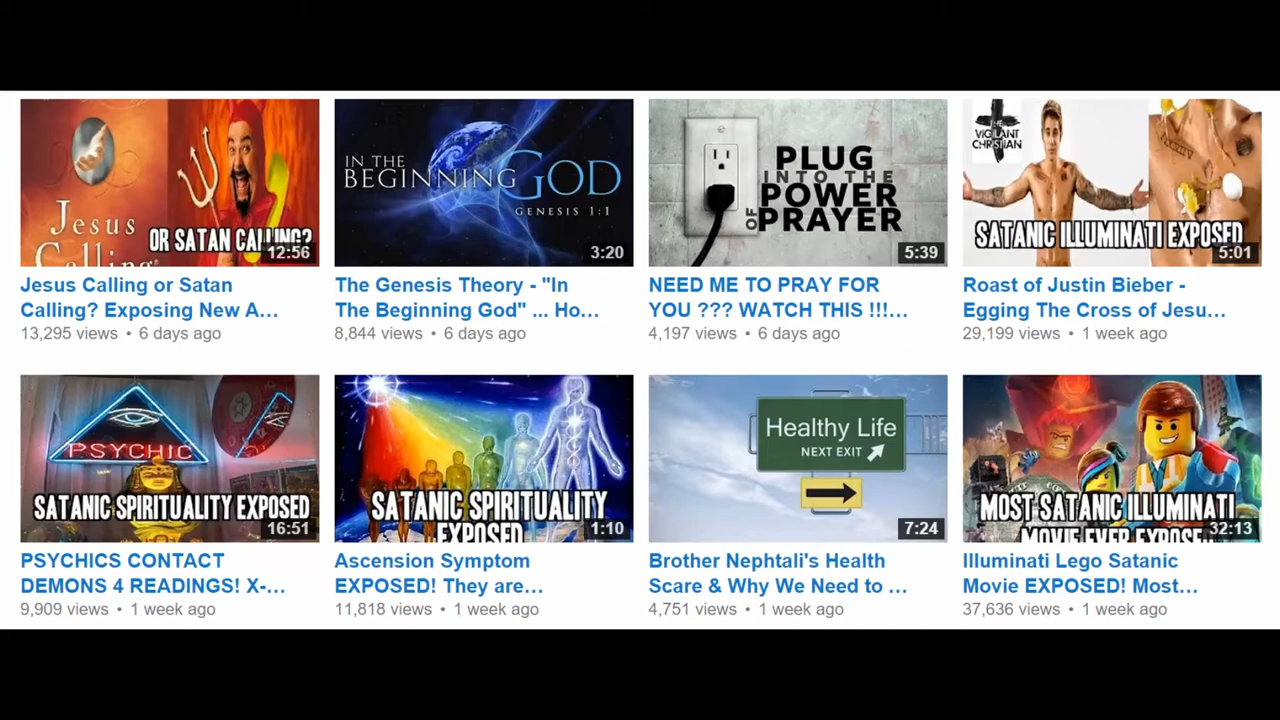 Jesus
Calling
OR SATAN CALLING?
12:56
IN THE
BEGINNING GOD
GENESIS 1:1
3:20
PLUG
INTO THE
POWER
OF PRAYER
5:39
THE
VIGILANT
CHRISTIAN
SATANIC ILLUMINATI EXPOSED
5:01
Jesus Calling or Satan
Calling? Exposing New A...
13,295 views • 6 days ago
The Genesis Theory - "In
The Beginning God" ... Ho...
8,844 views • 6 days ago
NEED ME TO PRAY FOR
YOU ??? WATCH THIS !!!...
4,197 views • 6 days ago
Roast of Justin Bieber -
Egging The Cross of Jesu...
29,199 views • 1 week ago
PSYCHIC
SATANIC SPIRITUALITY EXPOSED
16:51
SATANIC SPIRITUALITY
EXPOSED
1:10
Healthy Life
NEXT EXIT
7:24
MOST SATANIC ILLUMINATI
MOVIE EVER EXPOSE
32:13
PSYCHICS CONTACT
DEMONS 4 READINGS! X-...
9,909 views • 1 week ago
Ascension Symptom
EXPOSED! They are...
11,818 views • 1 week ago
Brother Nephtali's Health
Scare & Why We Need to ...
4,751 views • 1 week ago
Illuminati Lego Satanic
Movie EXPOSED! Most...
37,636 views • 1 week ago